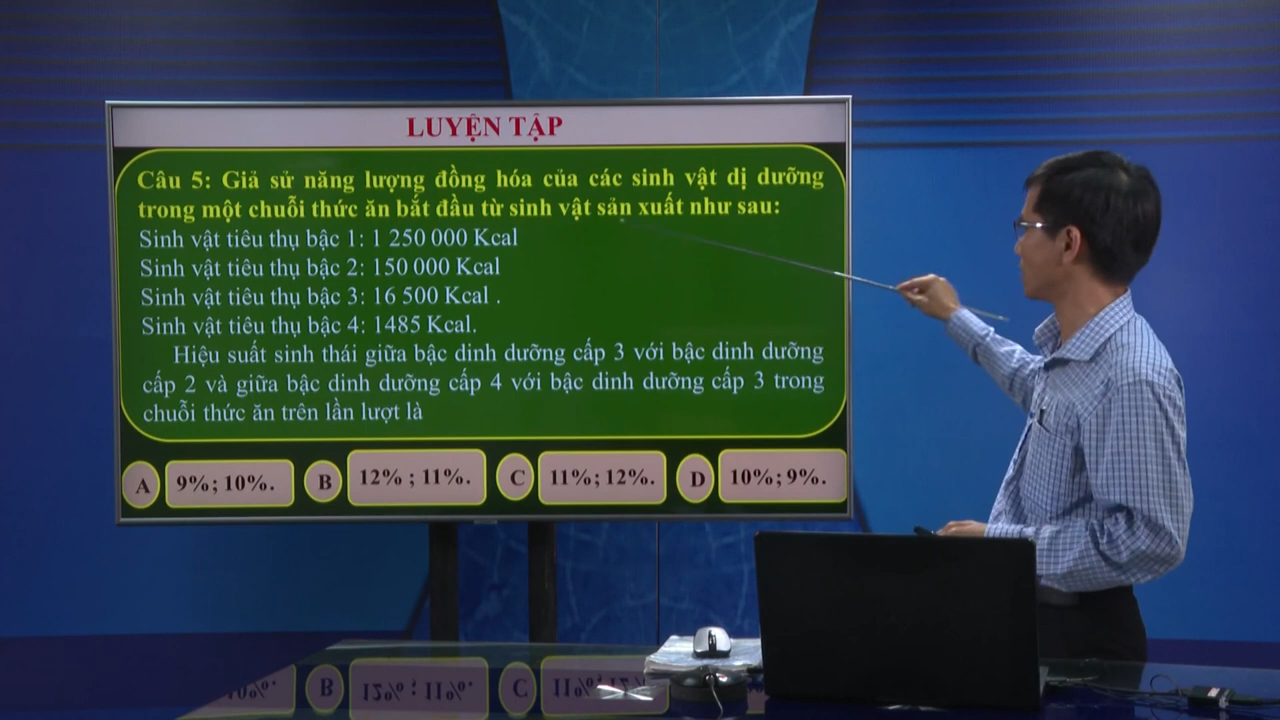 LUYỆN TẬP
Câu 5: Giả sử năng lượng đồng hóa của các sinh vật dị dưỡng
trong một chuỗi thức ăn bắt đầu từ sinh vật sản xuất như sau:
Sinh vật tiêu thụ bậc 1: 1 250 000 Kcal
Sinh vật tiêu thụ bậc 2: 150 000 Kcal
Sinh vật tiêu thụ bậc 3: 16 500 Kcal .
Sinh vật tiêu thụ bậc 4: 1485 Kcal.
Hiệu suất sinh thái giữa bậc dinh dưỡng cấp 3 với bậc dinh dưỡng
cấp 2 và giữa bậc dinh dưỡng cấp 4 với bậc dinh dưỡng cấp 3 trong
chuỗi thức ăn trên lần lượt là
A 9%; 10%. B 12% ; 11%. C 11%; 12%. D 10%; 9%.